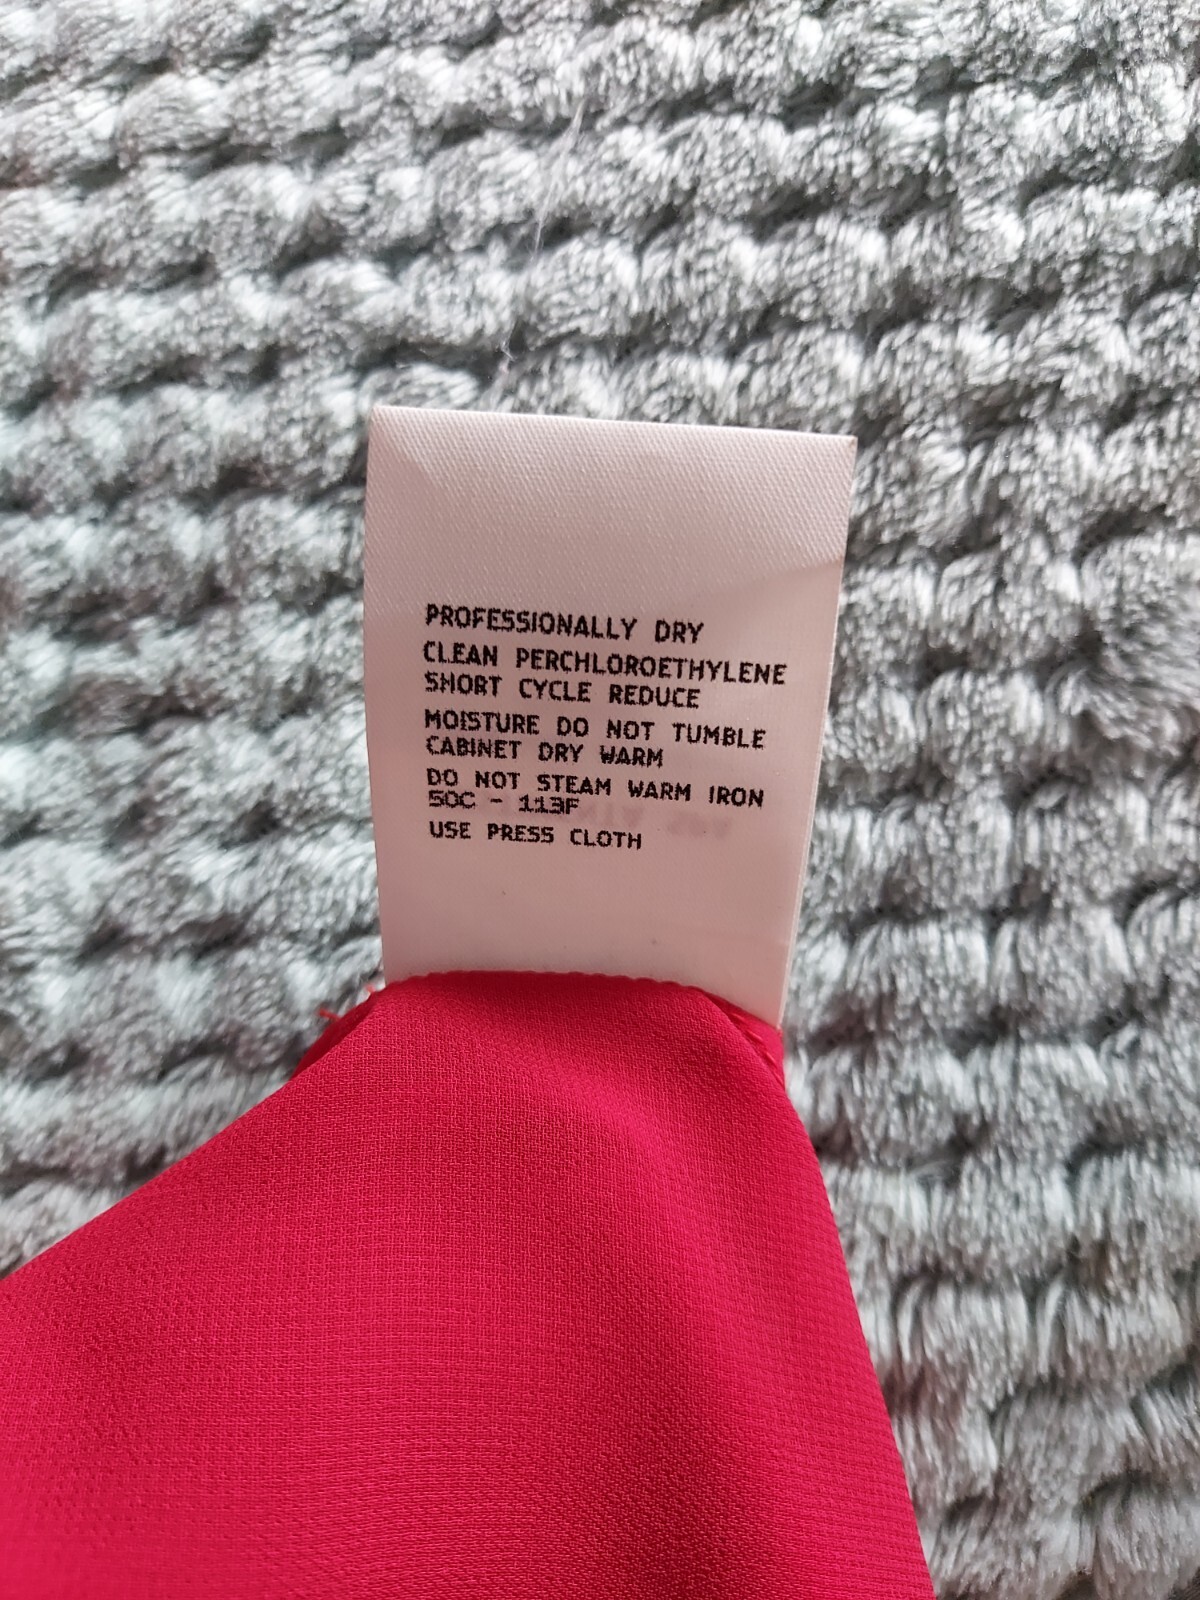 PROFESSIONALLY DRY
CLEAN PERCHLOROETHYLENE
SHORT CYCLE REDUCE
MOISTURE DO NOT TUMBLE
CABINET DRY WARM
DO NOT STEAM WARM IRON
50C - 113F
USE PRESS CLOTH